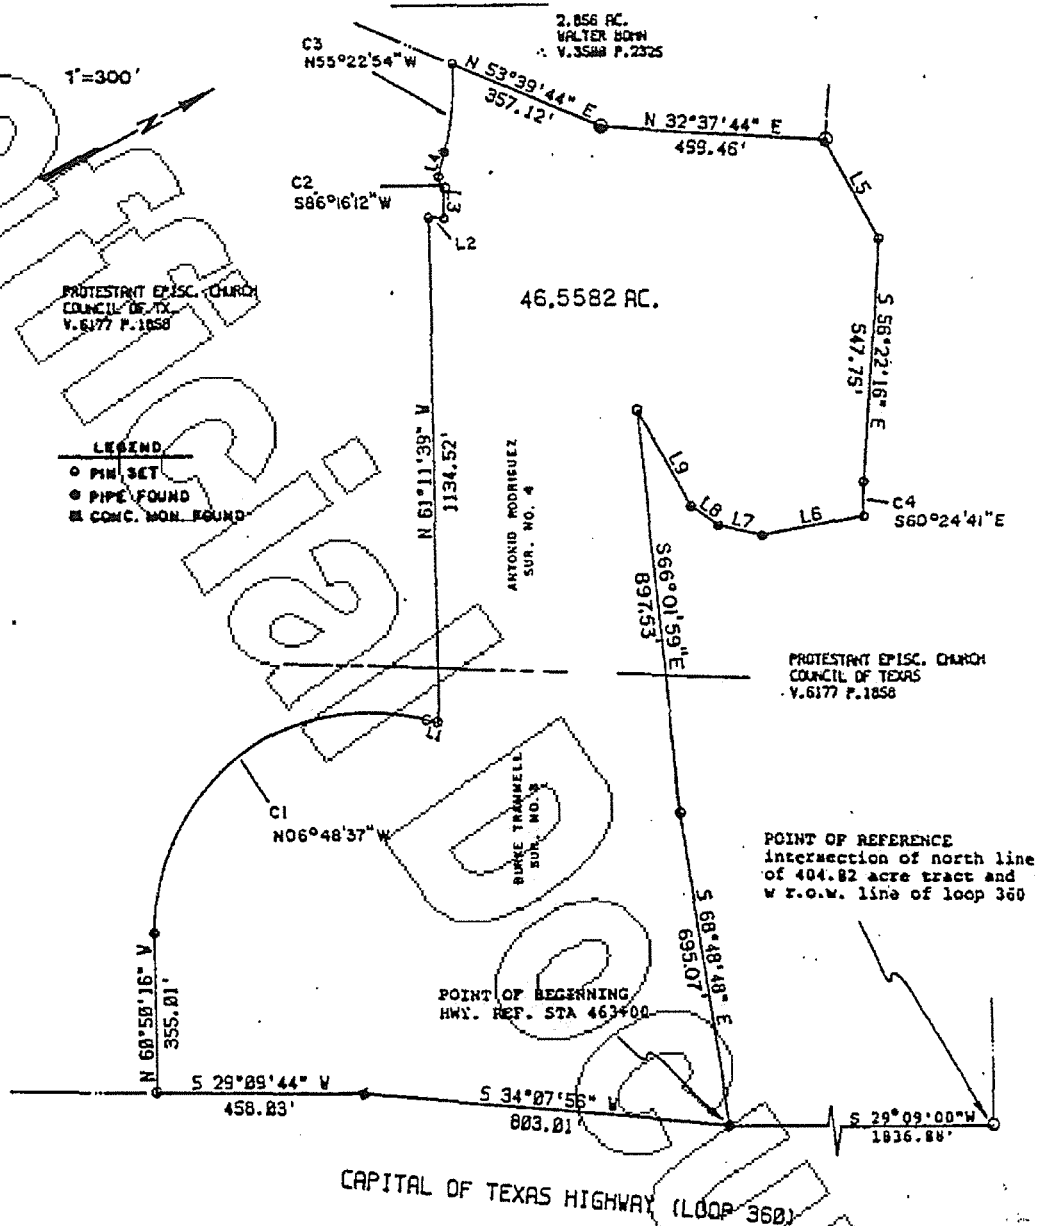 2.856 AC.
WALTER BOHN
V.3588 P.2325
C3
N55°22'54"W
1"=300'
N
N 53°39'44" E
357.12'
N 32°37'44" E
499.46'
L4
C2
S86°16'12"W
L3
L2
L5
PROTESTANT EPISC. CHURCH
COUNCIL OF TX.
V.6177 P.1858
46.5582 AC.
S 56°22'16" E
547.75'
N 61°11'39" W
1134.52'
LEGEND
PIN SET
PIPE FOUND
CONC. MON. FOUND
ANTONIO RODRIGUEZ
SUR. NO. 4
L9
L8
L7
L6
C4
S60°24'41"E
S66°01'59"E
897.53'
PROTESTANT EPISC. CHURCH
COUNCIL OF TEXAS
V.6177 P.1858
L1
C1
N06°48'37"W
BURKE TRAMMELL
SUR. NO. 3
POINT OF REFERENCE
intersection of north line
of 404.82 acre tract and
w r.o.w. line of loop 360
S 68°48'48" E
695.07'
N 60°50'16" W
355.01'
POINT OF BEGINNING
HWY. REF. STA 463+00
S 29°09'44" W
458.03'
S 34°07'56" W
803.01'
S 29°09'00"W
1836.88'
CAPITAL OF TEXAS HIGHWAY (LOOP 360)